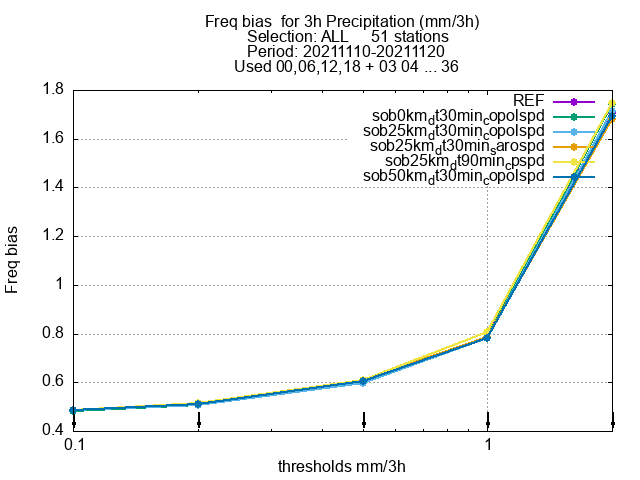 Freq bias  for 3h Precipitation (mm/3h)
Selection: ALL     51 stations
Period: 20211110-20211120
Used 00,06,12,18 + 03 04 ... 36
REF
sob0km_dt30min_copolspd
sob25km_dt30min_copolspd
sob25km_dt30min_sarospd
sob25km_dt90min_cpspd
sob50km_dt30min_copolspd
1.8
1.6
1.4
1.2
1
0.8
0.6
0.4
Freq bias
0.1
1
thresholds mm/3h